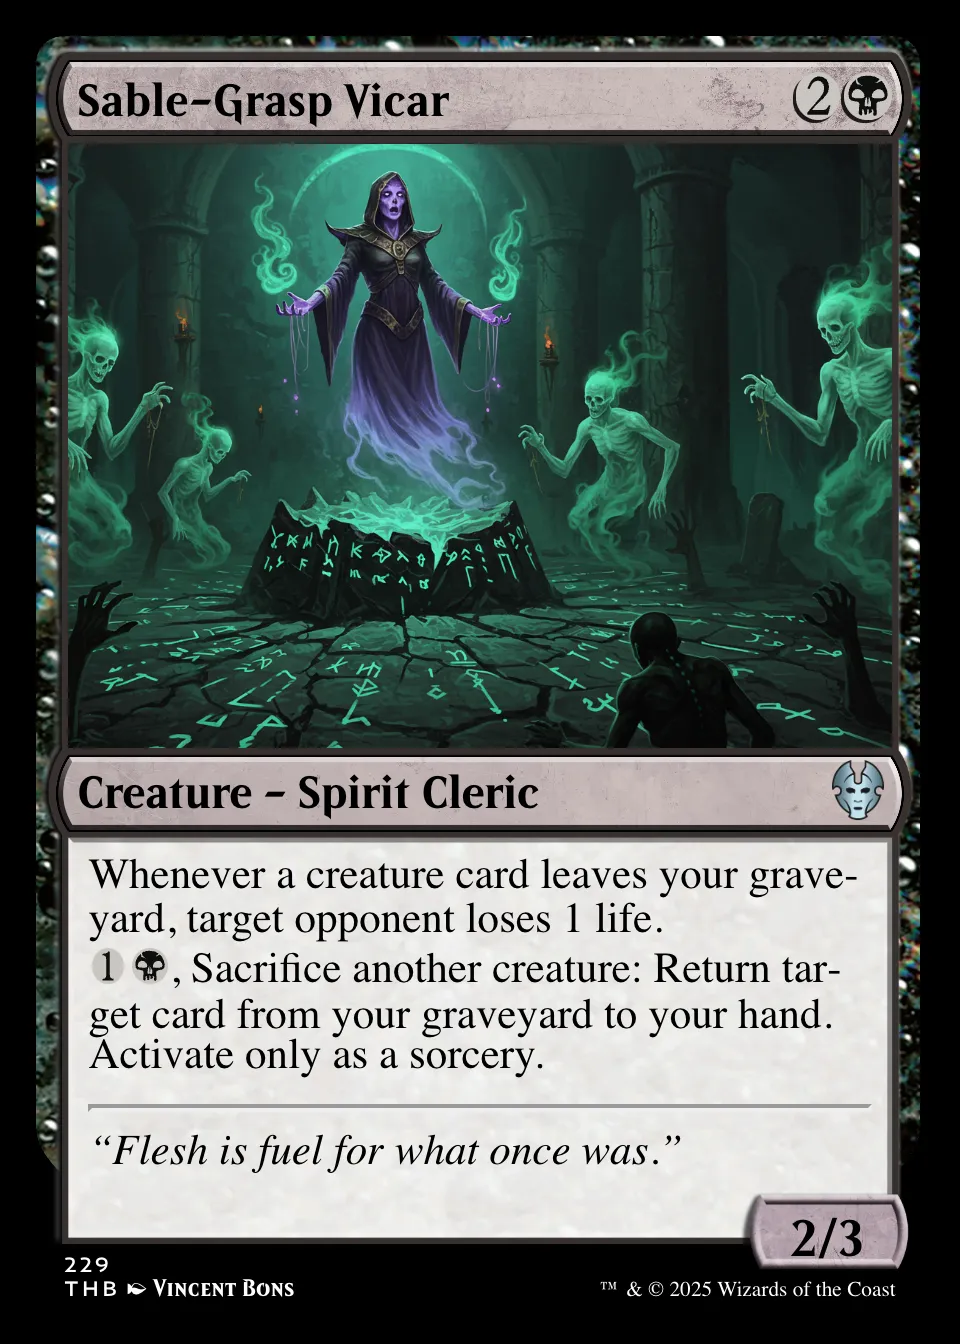 Sable-Grasp Vicar 2
Creature – Spirit Cleric
Whenever a creature card leaves your grave-
yard, target opponent loses 1 life.
1 , Sacrifice another creature: Return tar-
get card from your graveyard to your hand.
Activate only as a sorcery.
“Flesh is fuel for what once was.”
2/3
229
THB Vincent Bons
™ & © 2025 Wizards of the Coast